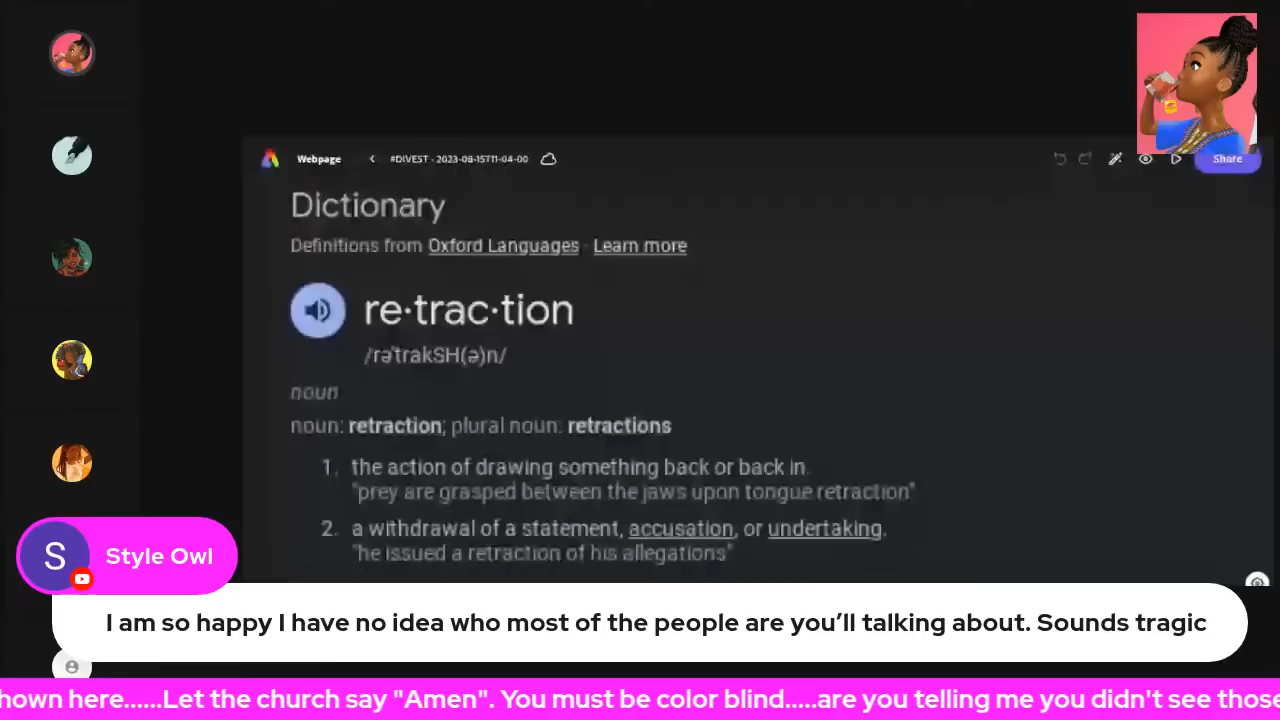 Webpage
#DIVEST - 2023-08-15T11-04-00
Share
Dictionary
Definitions from Oxford Languages · Learn more
re·trac·tion
/rəˈtrakSH(ə)n/
noun
noun: retraction; plural noun: retractions
1. the action of drawing something back or back in.
"prey are grasped between the jaws upon tongue retraction"
2. a withdrawal of a statement, accusation, or undertaking.
"he issued a retraction of his allegations"
S
Style Owl
I am so happy I have no idea who most of the people are you’ll talking about. Sounds tragic
hown here......Let the church say "Amen". You must be color blind.....are you telling me you didn't see those